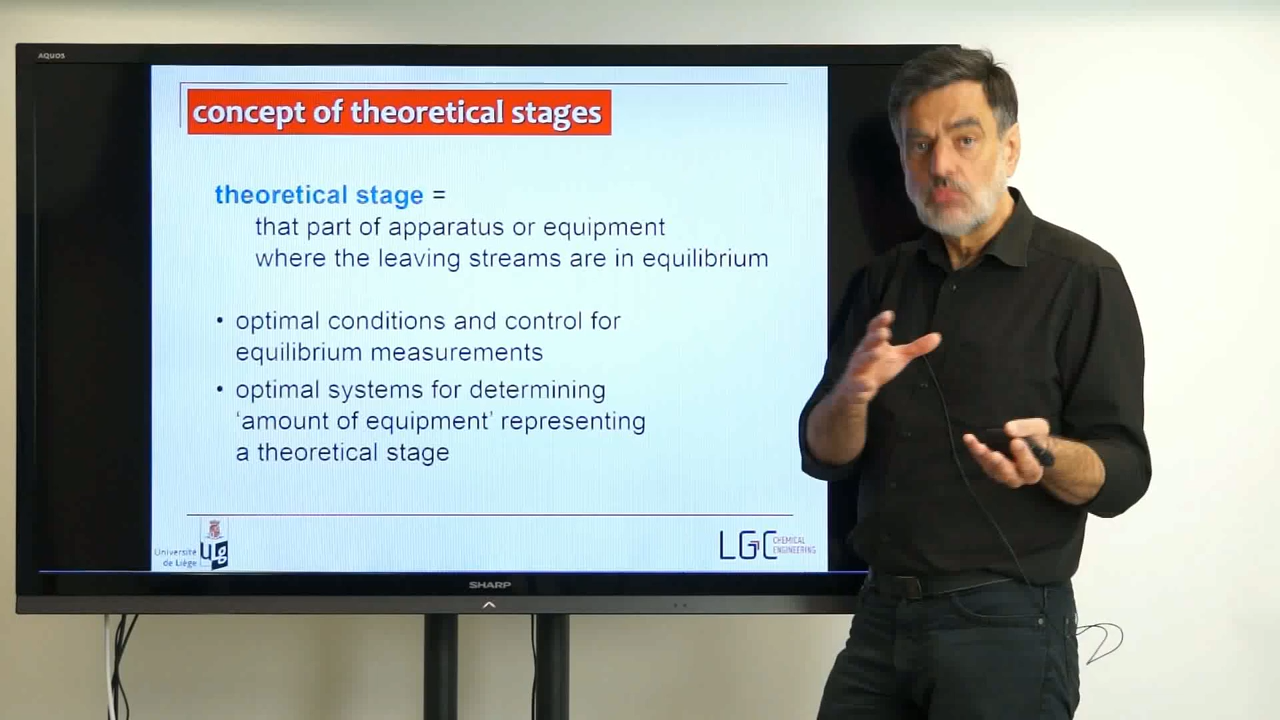 AQUOS
concept of theoretical stages
theoretical stage =
that part of apparatus or equipment
where the leaving streams are in equilibrium
• optimal conditions and control for
equilibrium measurements
• optimal systems for determining
‘amount of equipment’ representing
a theoretical stage
Université
de Liège
ULg
LGC
CHEMICAL
ENGINEERING
SHARP